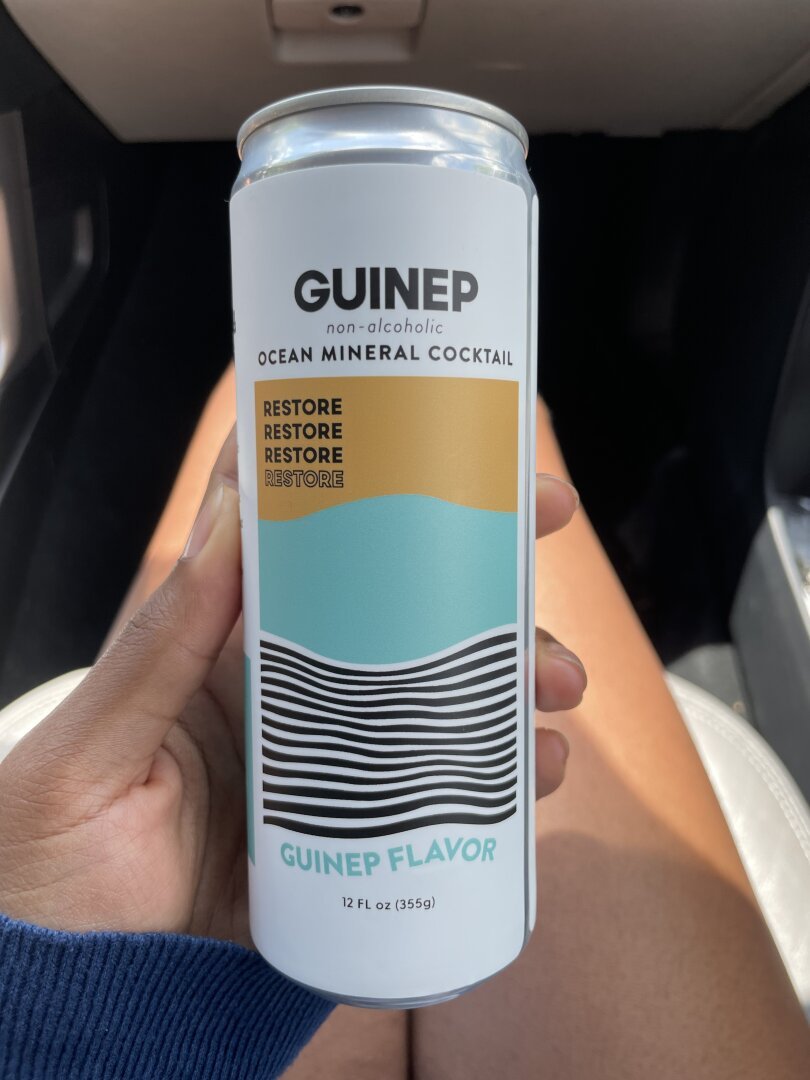 GUINEP
non-alcoholic
OCEAN MINERAL COCKTAIL
RESTORE
RESTORE
RESTORE
RESTORE
GUINEP FLAVOR
12 FL oz (355g)